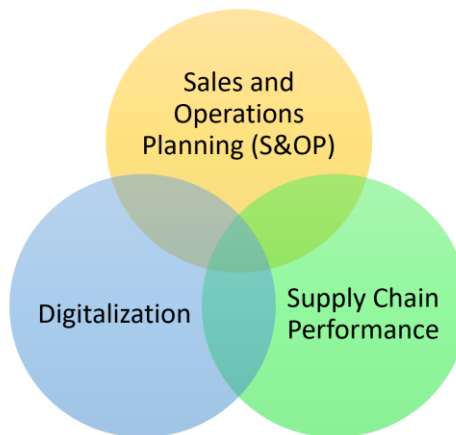 Sales and
Operations
Planning (S&OP)
Digitalization
Supply Chain
Performance